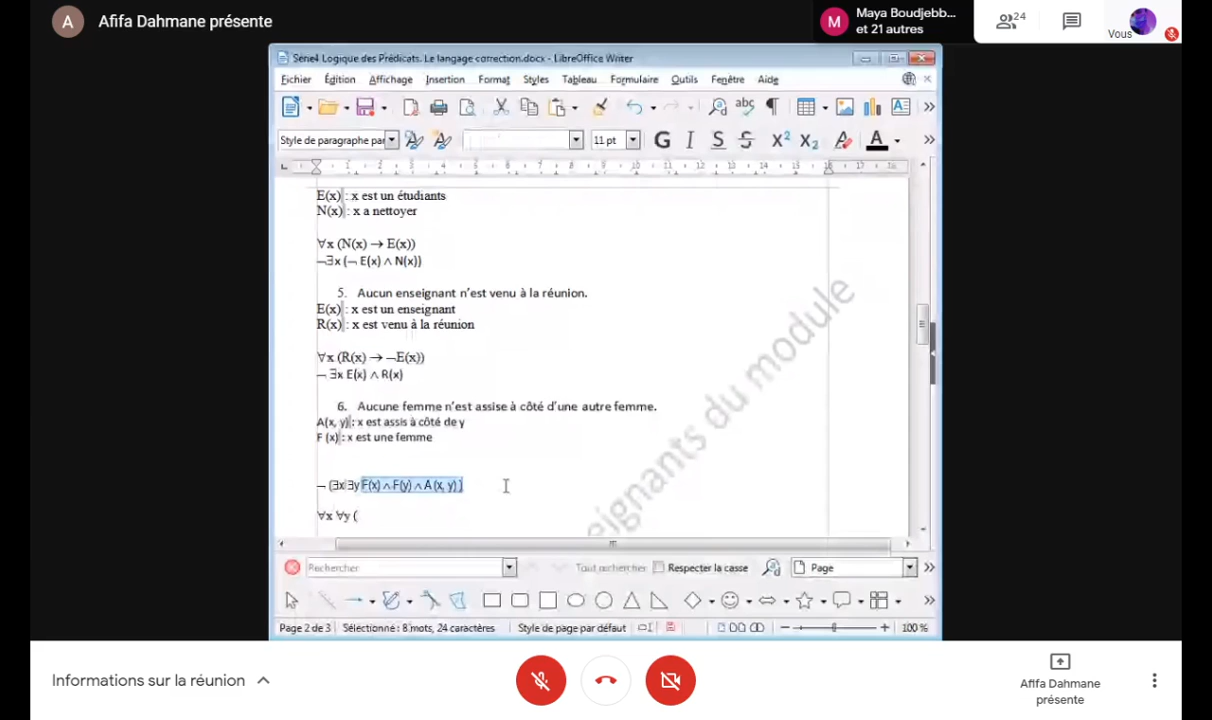 A Afifa Dahmane présente
M Maya Boudjebb...
et 21 autres
24
Vous
Série4 Logique des Prédicats. Le langage correction.docx - LibreOffice Writer
Fichier Édition Affichage Insertion Format Styles Tableau Formulaire Outils Fenêtre Aide
Style de paragraphe par 11 pt G I S S X² X₂ A
E(x) : x est un étudiants
N(x) : x a nettoyer
∀x (N(x) → E(x))
¬∃x (¬ E(x) ∧ N(x))
5. Aucun enseignant n'est venu à la réunion.
E(x) : x est un enseignant
R(x) : x est venu à la réunion
∀x (R(x) → ¬E(x))
¬ ∃x E(x) ∧ R(x)
6. Aucune femme n'est assise à côté d'une autre femme.
A(x, y) : x est assis à côté de y
F (x) : x est une femme
¬ (∃x ∃y F(x) ∧ F(y) ∧ A (x, y) )
∀x ∀y (
eignants du module
Rechercher Tout rechercher Respecter la casse Page
Page 2 de 3 Sélectionné : 8 mots, 24 caractères Style de page par défaut 100 %
Informations sur la réunion
Afifa Dahmane
présente